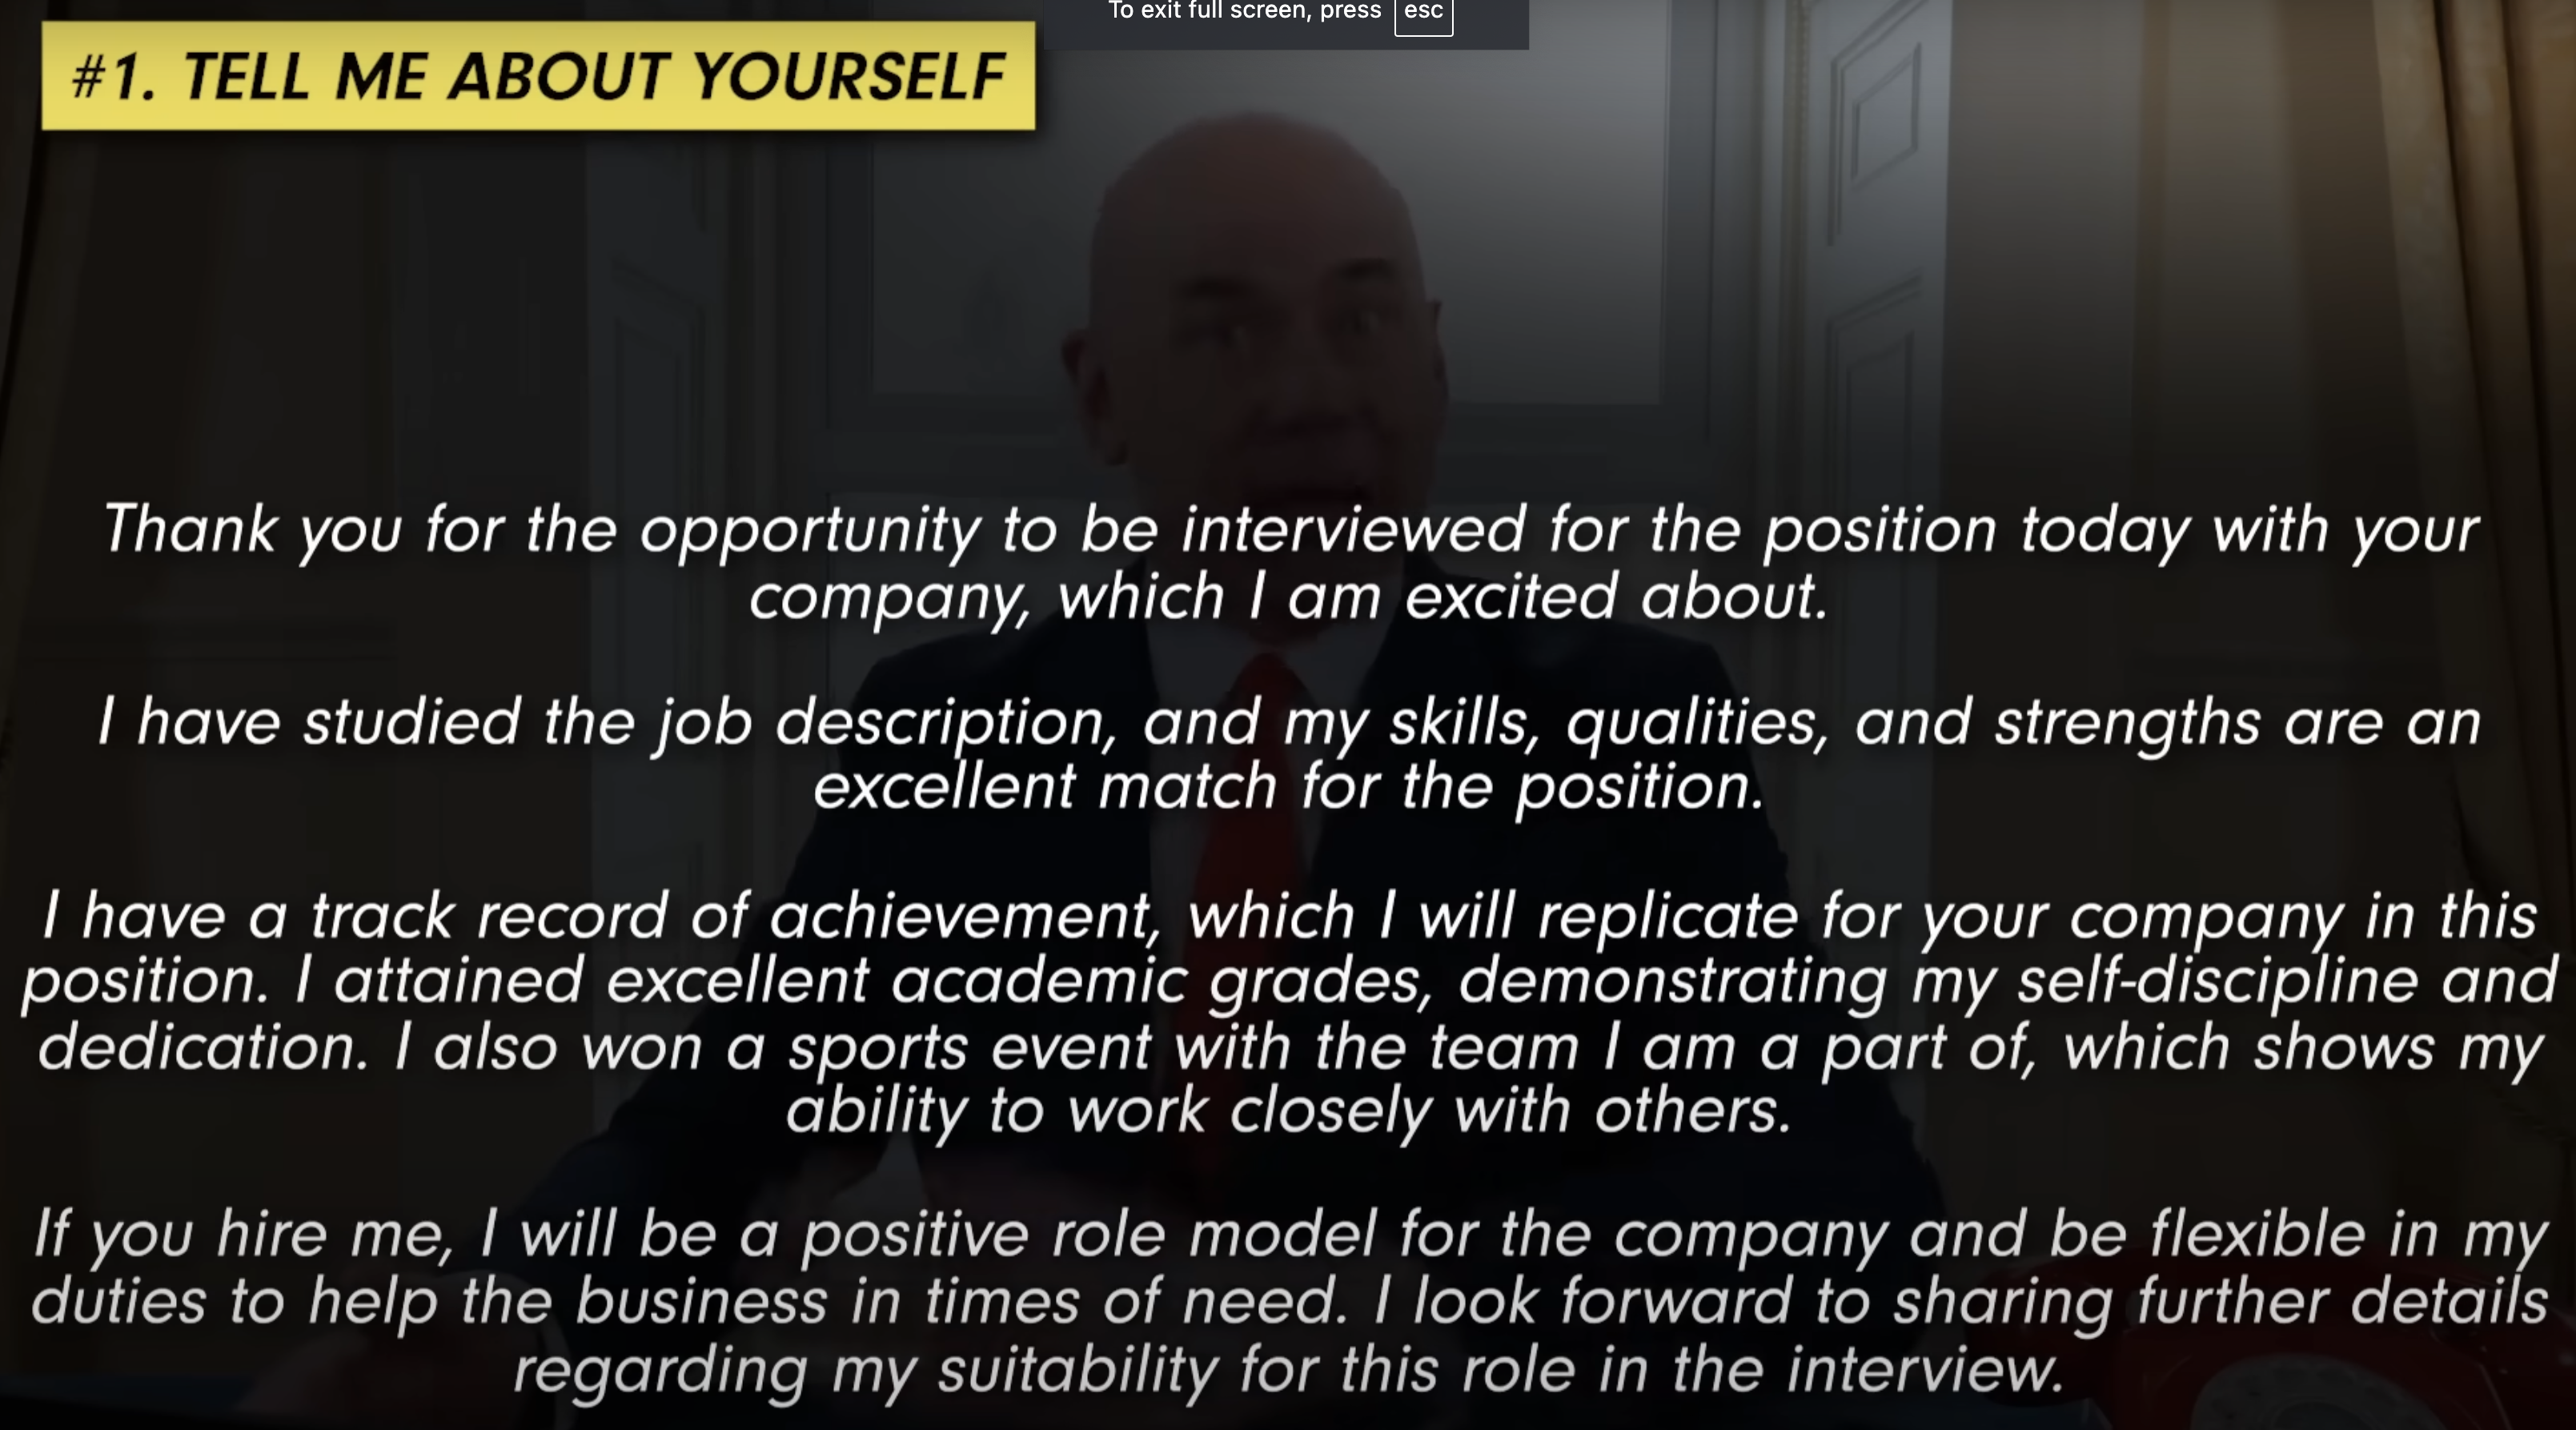 To exit full screen, press esc
#1. TELL ME ABOUT YOURSELF
Thank you for the opportunity to be interviewed for the position today with your
company, which I am excited about.
I have studied the job description, and my skills, qualities, and strengths are an
excellent match for the position.
I have a track record of achievement, which I will replicate for your company in this
position. I attained excellent academic grades, demonstrating my self-discipline and
dedication. I also won a sports event with the team I am a part of, which shows my
ability to work closely with others.
If you hire me, I will be a positive role model for the company and be flexible in my
duties to help the business in times of need. I look forward to sharing further details
regarding my suitability for this role in the interview.